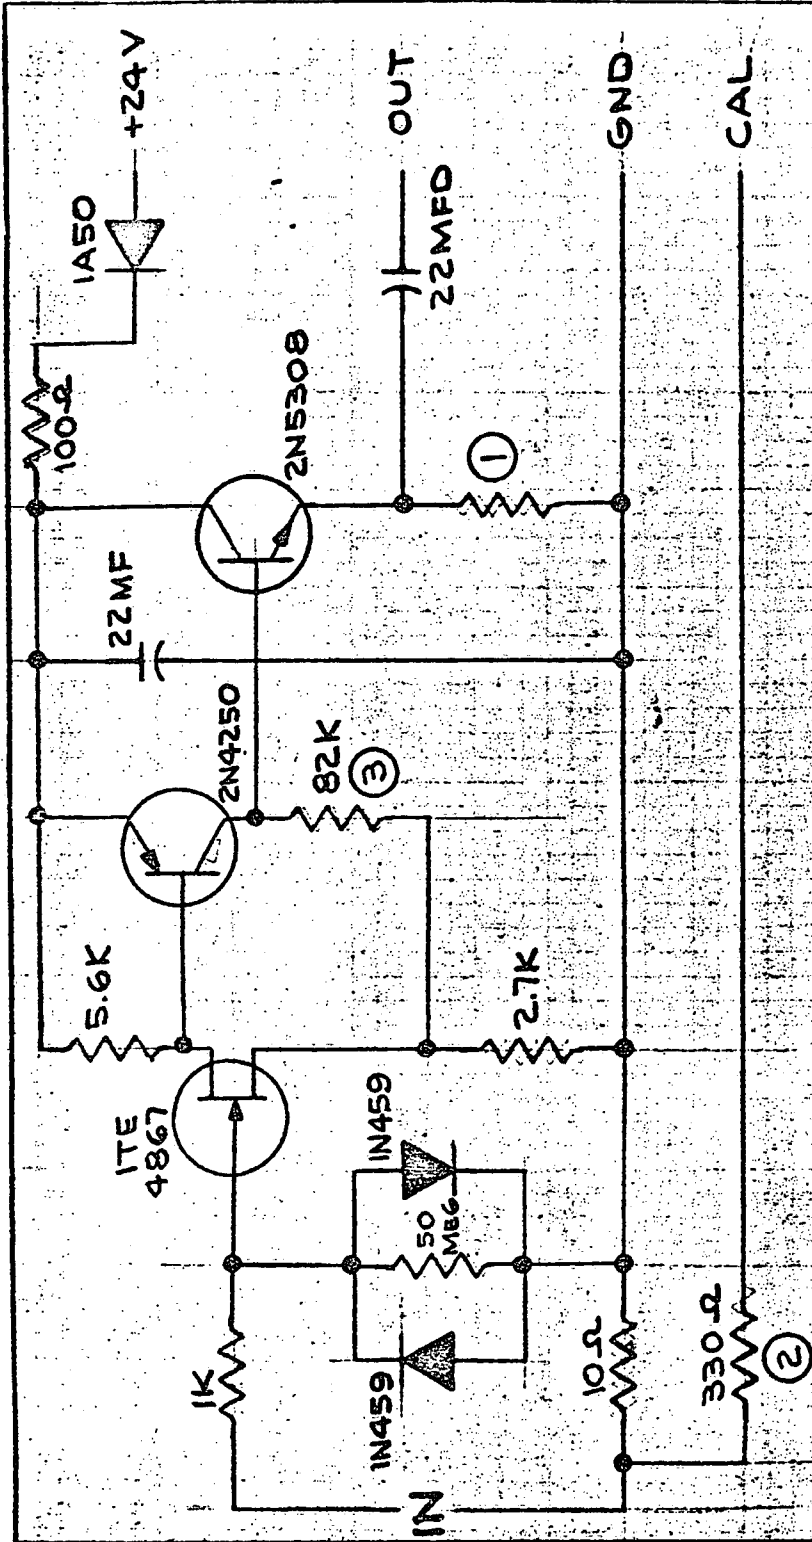 +24V
1A50
100Ω
OUT
22MFD
GND
CAL
2N5308
1
22MF
2N4250
82K
3
5.6K
2.7K
ITE
4867
1N459
50
MEG
1N459
1K
10Ω
330Ω
2
IN